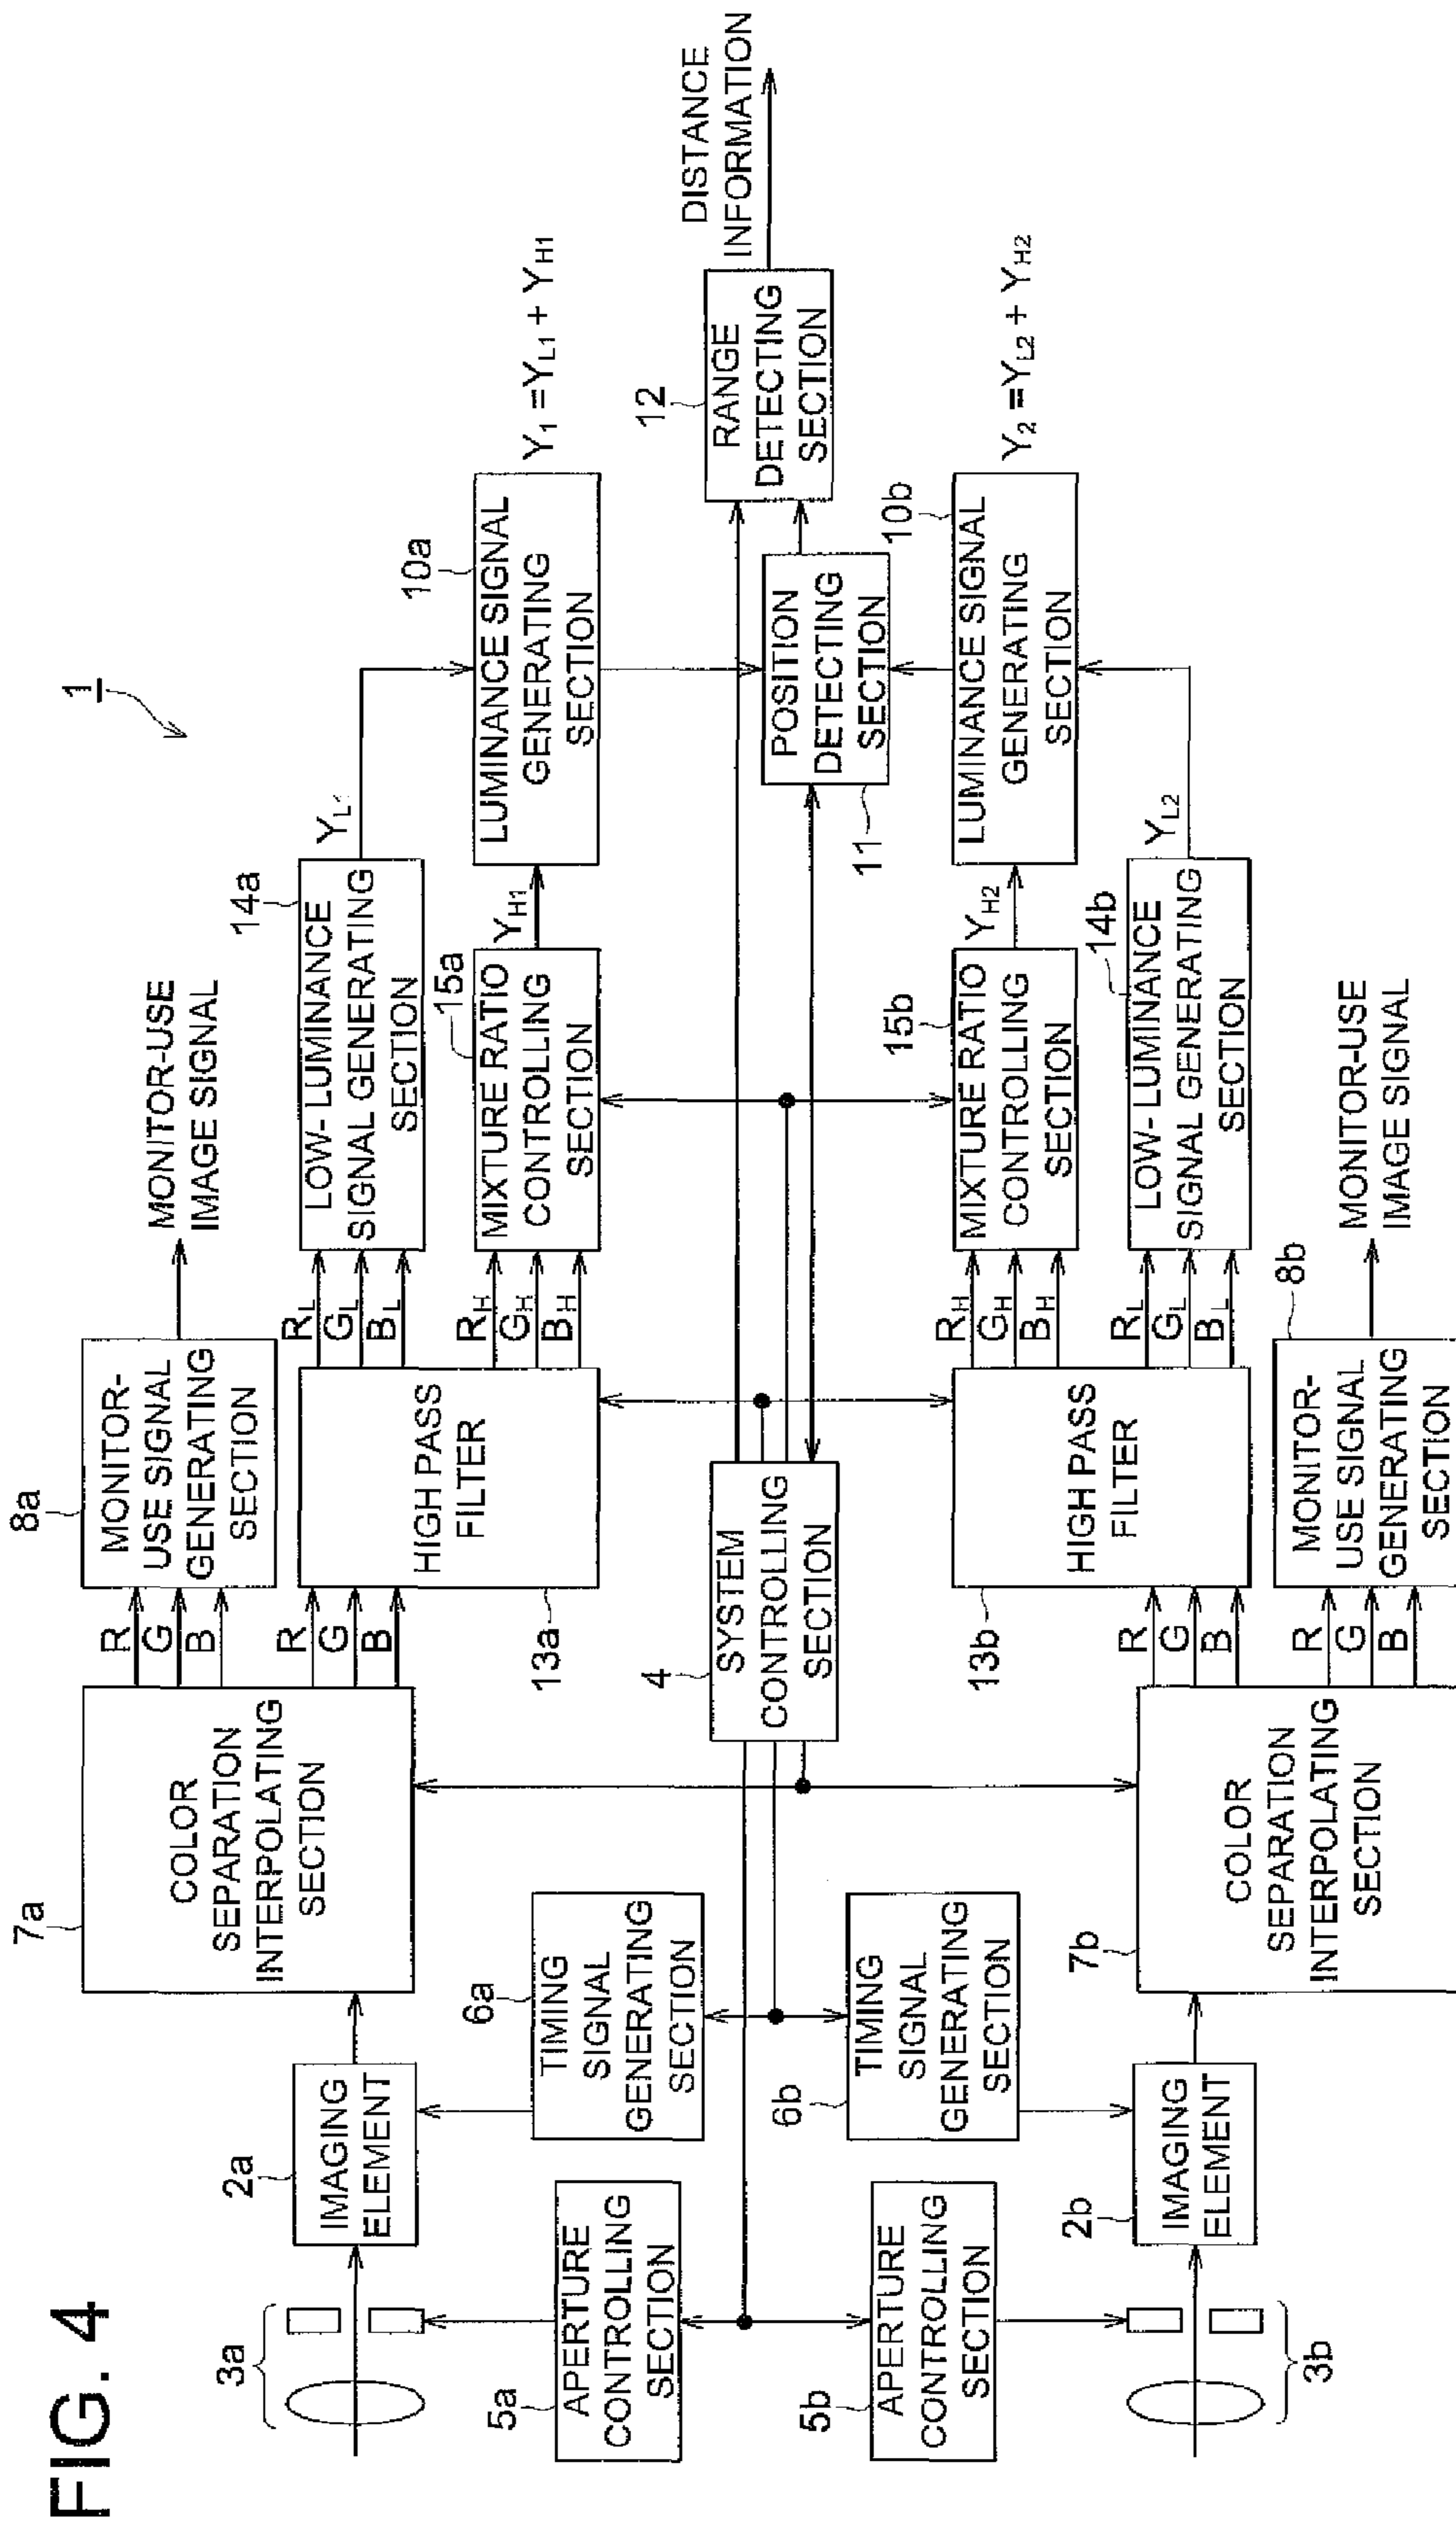 FIG. 4
1
3a
2a
IMAGING
ELEMENT
5a
APERTURE
CONTROLLING
SECTION
6a
TIMING
SIGNAL
GENERATING
SECTION
7a
COLOR
SEPARATION
INTERPOLATING
SECTION
R
G
B
R
G
B
8a
MONITOR-
USE SIGNAL
GENERATING
SECTION
MONITOR-USE
IMAGE SIGNAL
13a
HIGH PASS
FILTER
RL
GL
BL
RH
GH
BH
14a
LOW- LUMINANCE
SIGNAL GENERATING
SECTION
YL1
15a
MIXTURE RATIO
CONTROLLING
SECTION
YH1
10a
LUMINANCE SIGNAL
GENERATING
SECTION
Y1 =YL1 + YH1
4
SYSTEM
CONTROLLING
SECTION
11
POSITION
DETECTING
SECTION
12
RANGE
DETECTING
SECTION
DISTANCE
INFORMATION
5b
APERTURE
CONTROLLING
SECTION
6b
TIMING
SIGNAL
GENERATING
SECTION
3b
2b
IMAGING
ELEMENT
7b
COLOR
SEPARATION
INTERPOLATING
SECTION
R
G
B
R
G
B
13b
HIGH PASS
FILTER
RH
GH
BH
RL
GL
BL
15b
MIXTURE RATIO
CONTROLLING
SECTION
YH2
10b
LUMINANCE SIGNAL
GENERATING
SECTION
Y2 =YL2 + YH2
14b
LOW- LUMINANCE
SIGNAL GENERATING
SECTION
YL2
8b
MONITOR-
USE SIGNAL
GENERATING
SECTION
MONITOR-USE
IMAGE SIGNAL